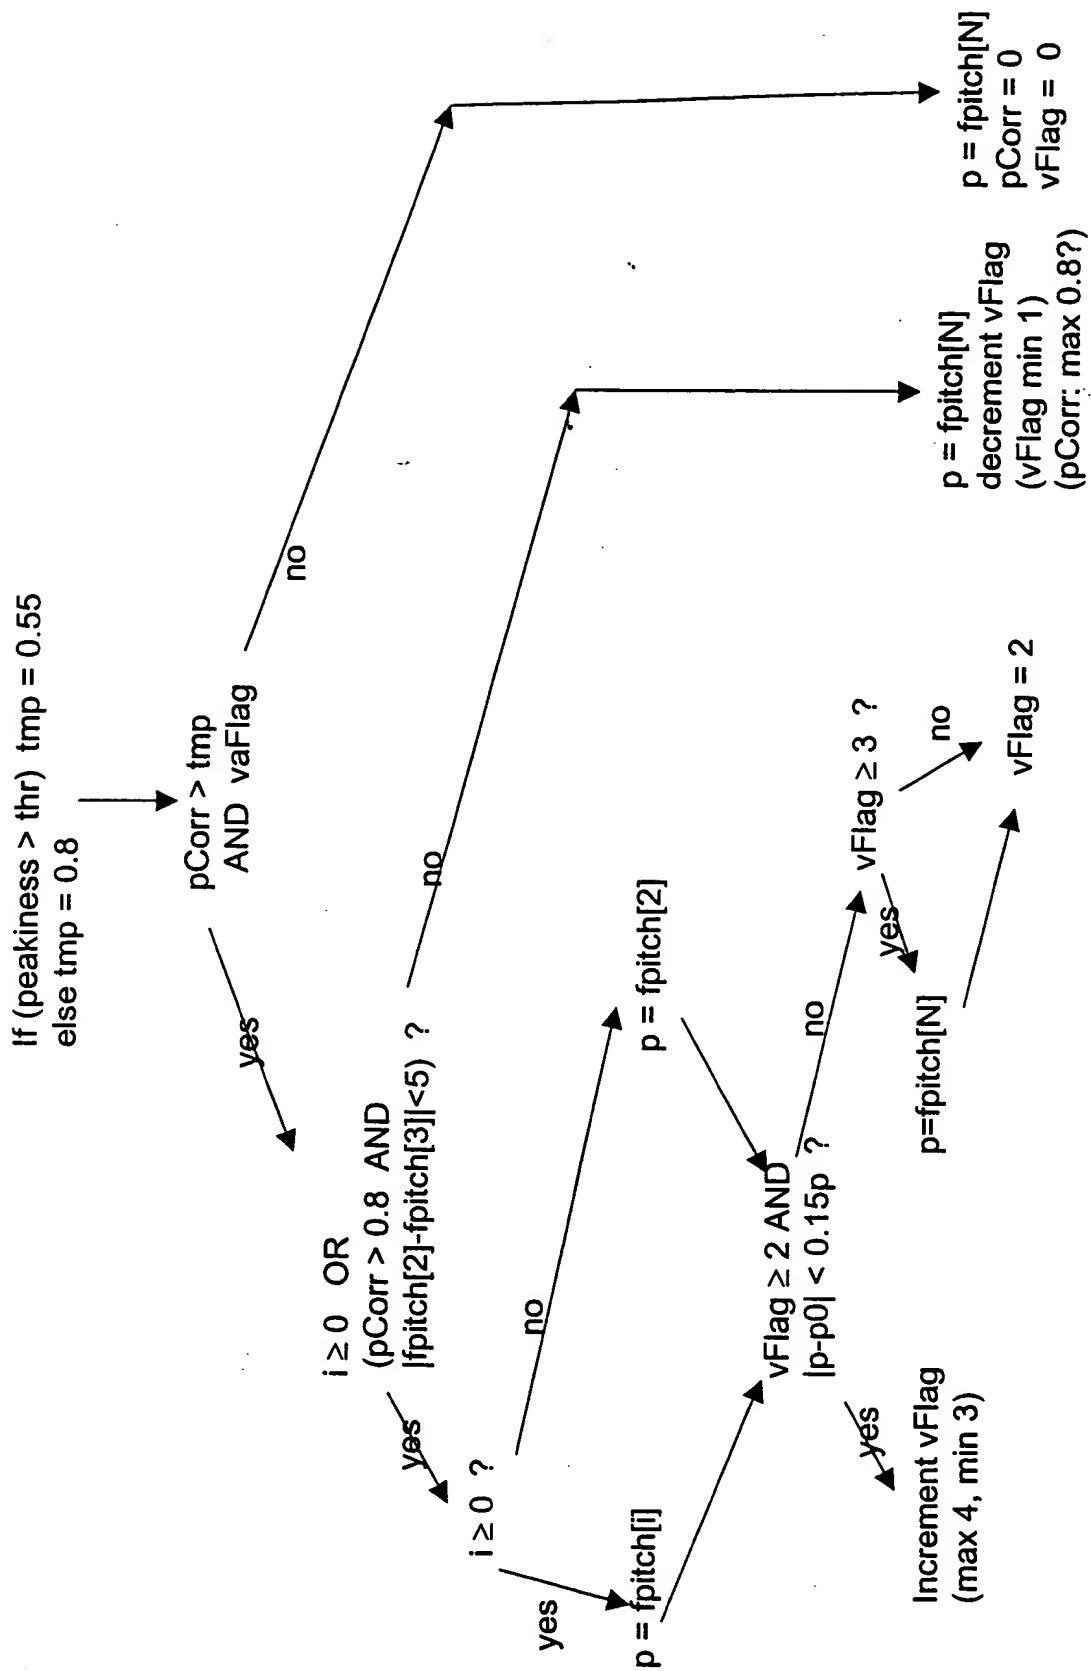 If (peakiness > thr) tmp = 0.55
else tmp = 0.8
pCorr > tmp
AND vaFlag
yes
no
i ≥ 0 OR
(pCorr > 0.8 AND
|fpitch[2]-fpitch[3]|<5) ?
yes
no
i ≥ 0 ?
yes
no
p = fpitch[i]
p = fpitch[2]
vFlag ≥ 2 AND
|p-p0| < 0.15p ?
yes
no
Increment vFlag
(max 4, min 3)
vFlag ≥ 3 ?
yes
no
p=fpitch[N]
vFlag = 2
p = fpitch[N]
decrement vFlag
(vFlag min 1)
(pCorr: max 0.8?)
p = fpitch[N]
pCorr = 0
vFlag = 0